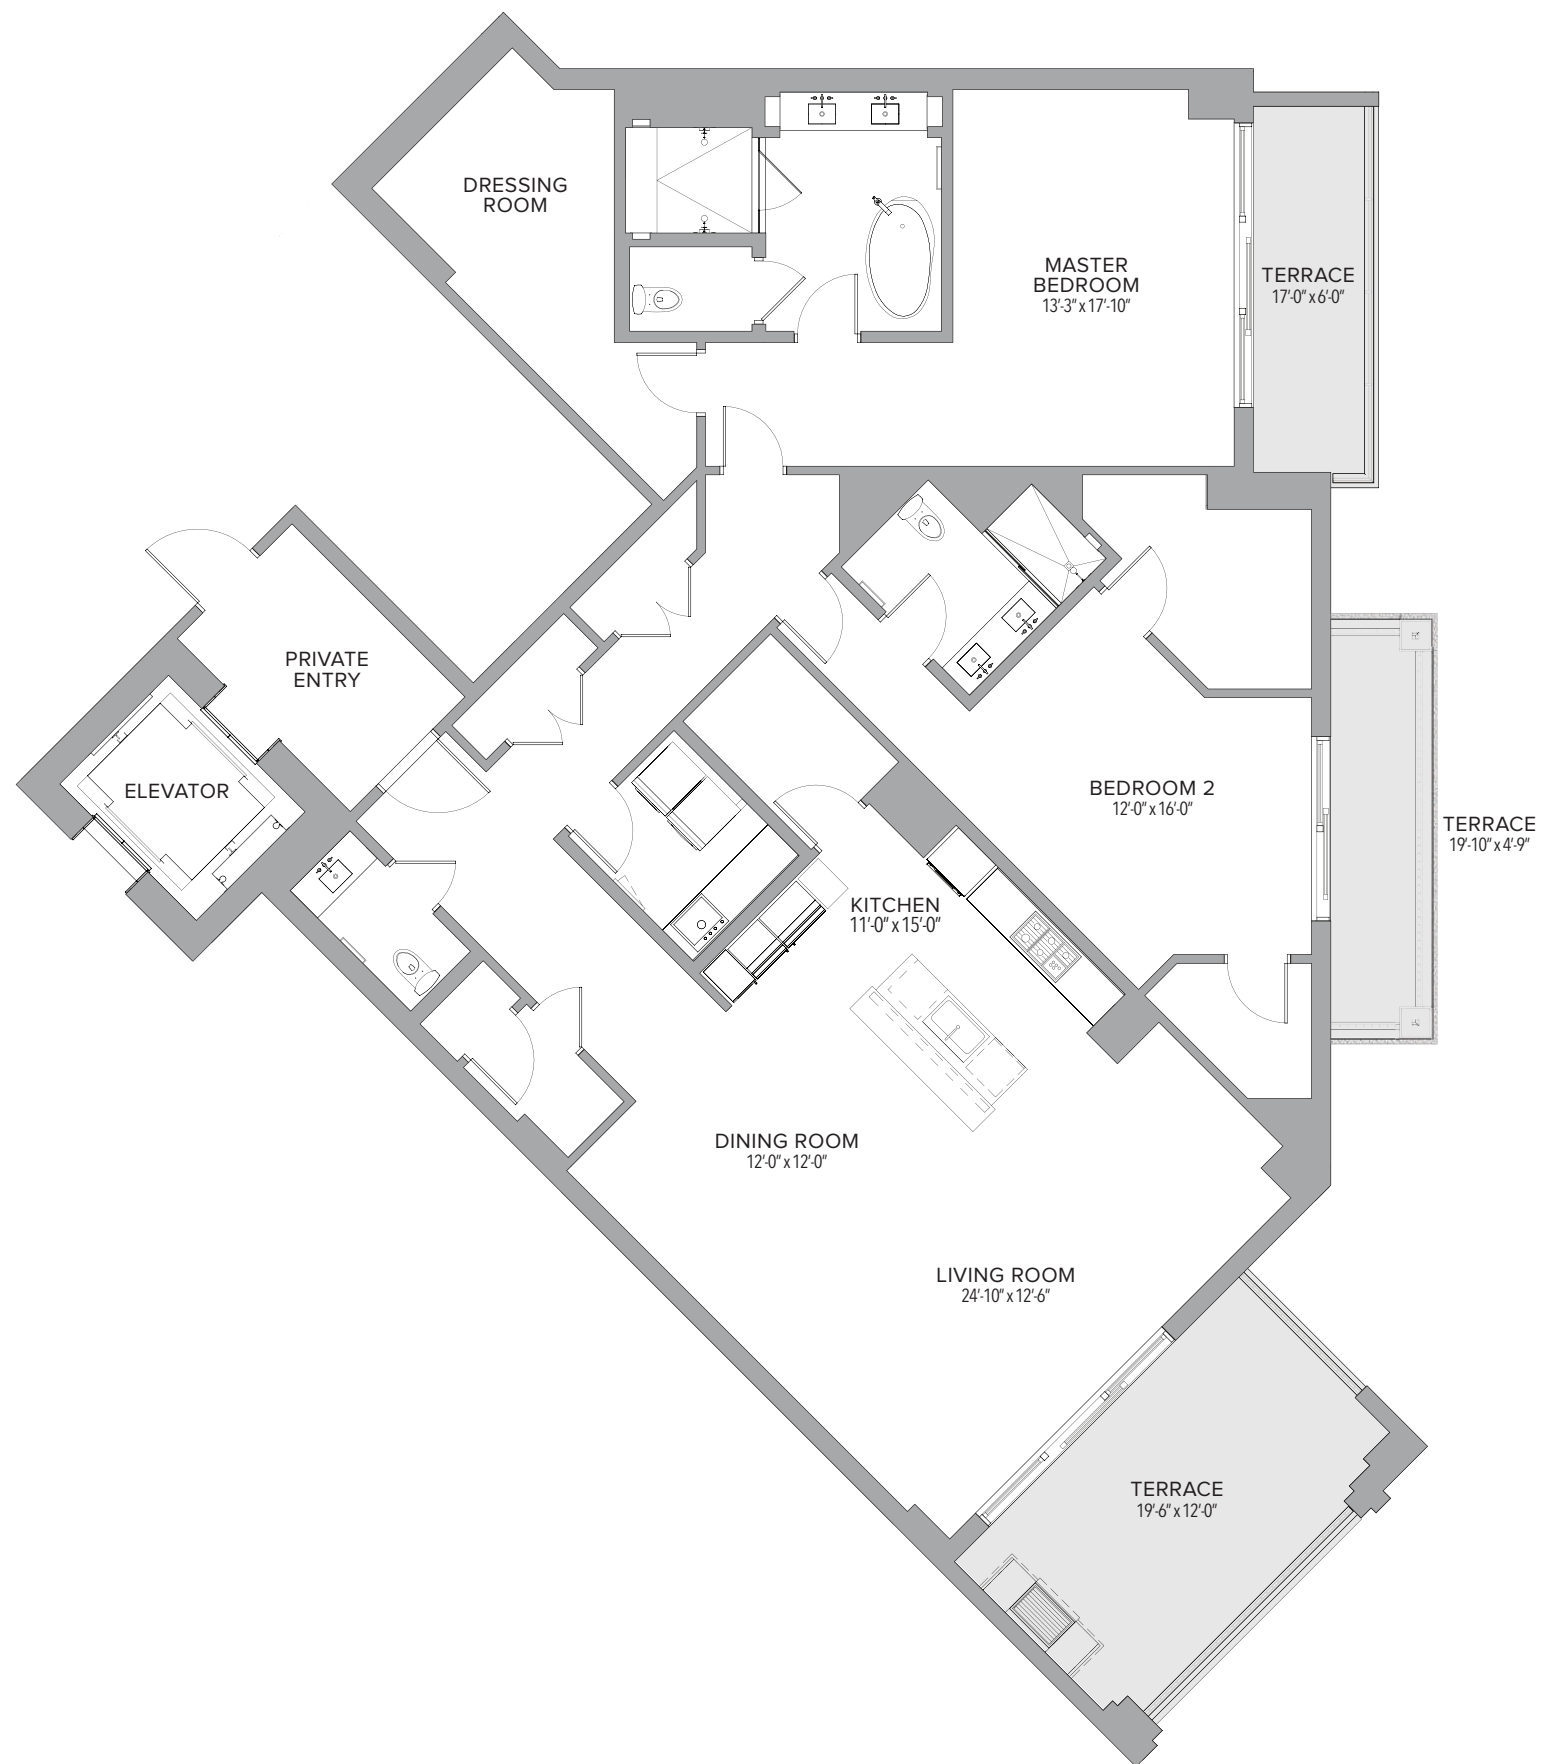 DRESSING
ROOM
MASTER
BEDROOM
13'-3" x 17'-10"
TERRACE
17'-0" x 6'-0"
PRIVATE
ENTRY
ELEVATOR
BEDROOM 2
12'-0" x 16'-0"
TERRACE
19'-10" x 4'-9"
KITCHEN
11'-0" x 15'-0"
DINING ROOM
12'-0" x 12'-0"
LIVING ROOM
24'-10" x 12'-6"
TERRACE
19'-6" x 12'-0"